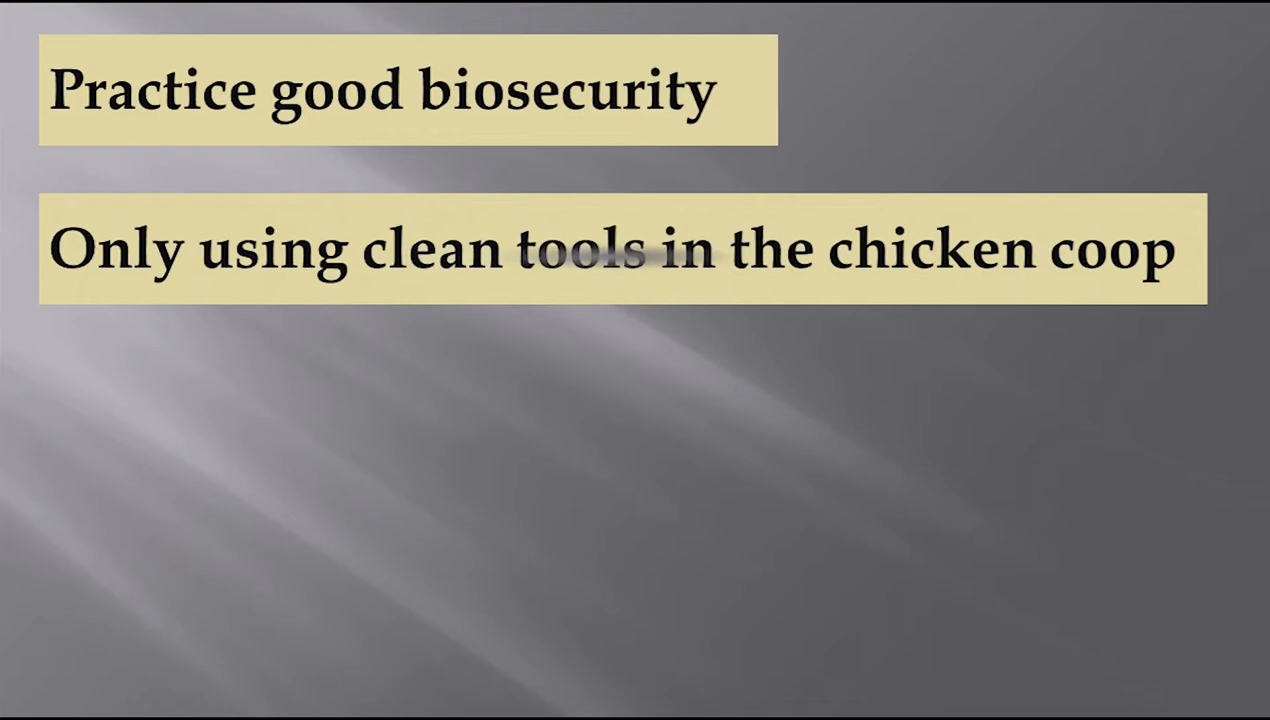 Practice good biosecurity
Only using clean tools in the chicken coop